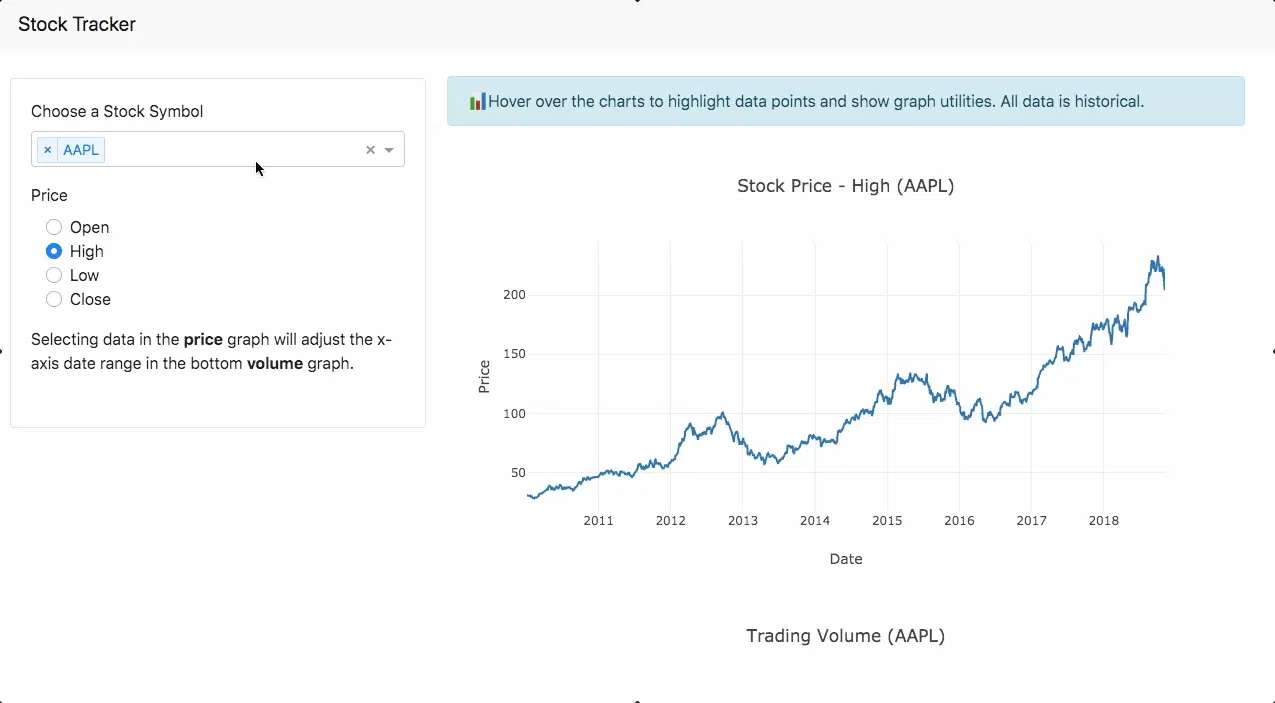 Stock Tracker
Choose a Stock Symbol
× AAPL
Price
Open
High
Low
Close
Selecting data in the price graph will adjust the x-
axis date range in the bottom volume graph.
Hover over the charts to highlight data points and show graph utilities. All data is historical.
Stock Price - High (AAPL)
Price
200
150
100
50
2011 2012 2013 2014 2015 2016 2017 2018
Date
Trading Volume (AAPL)